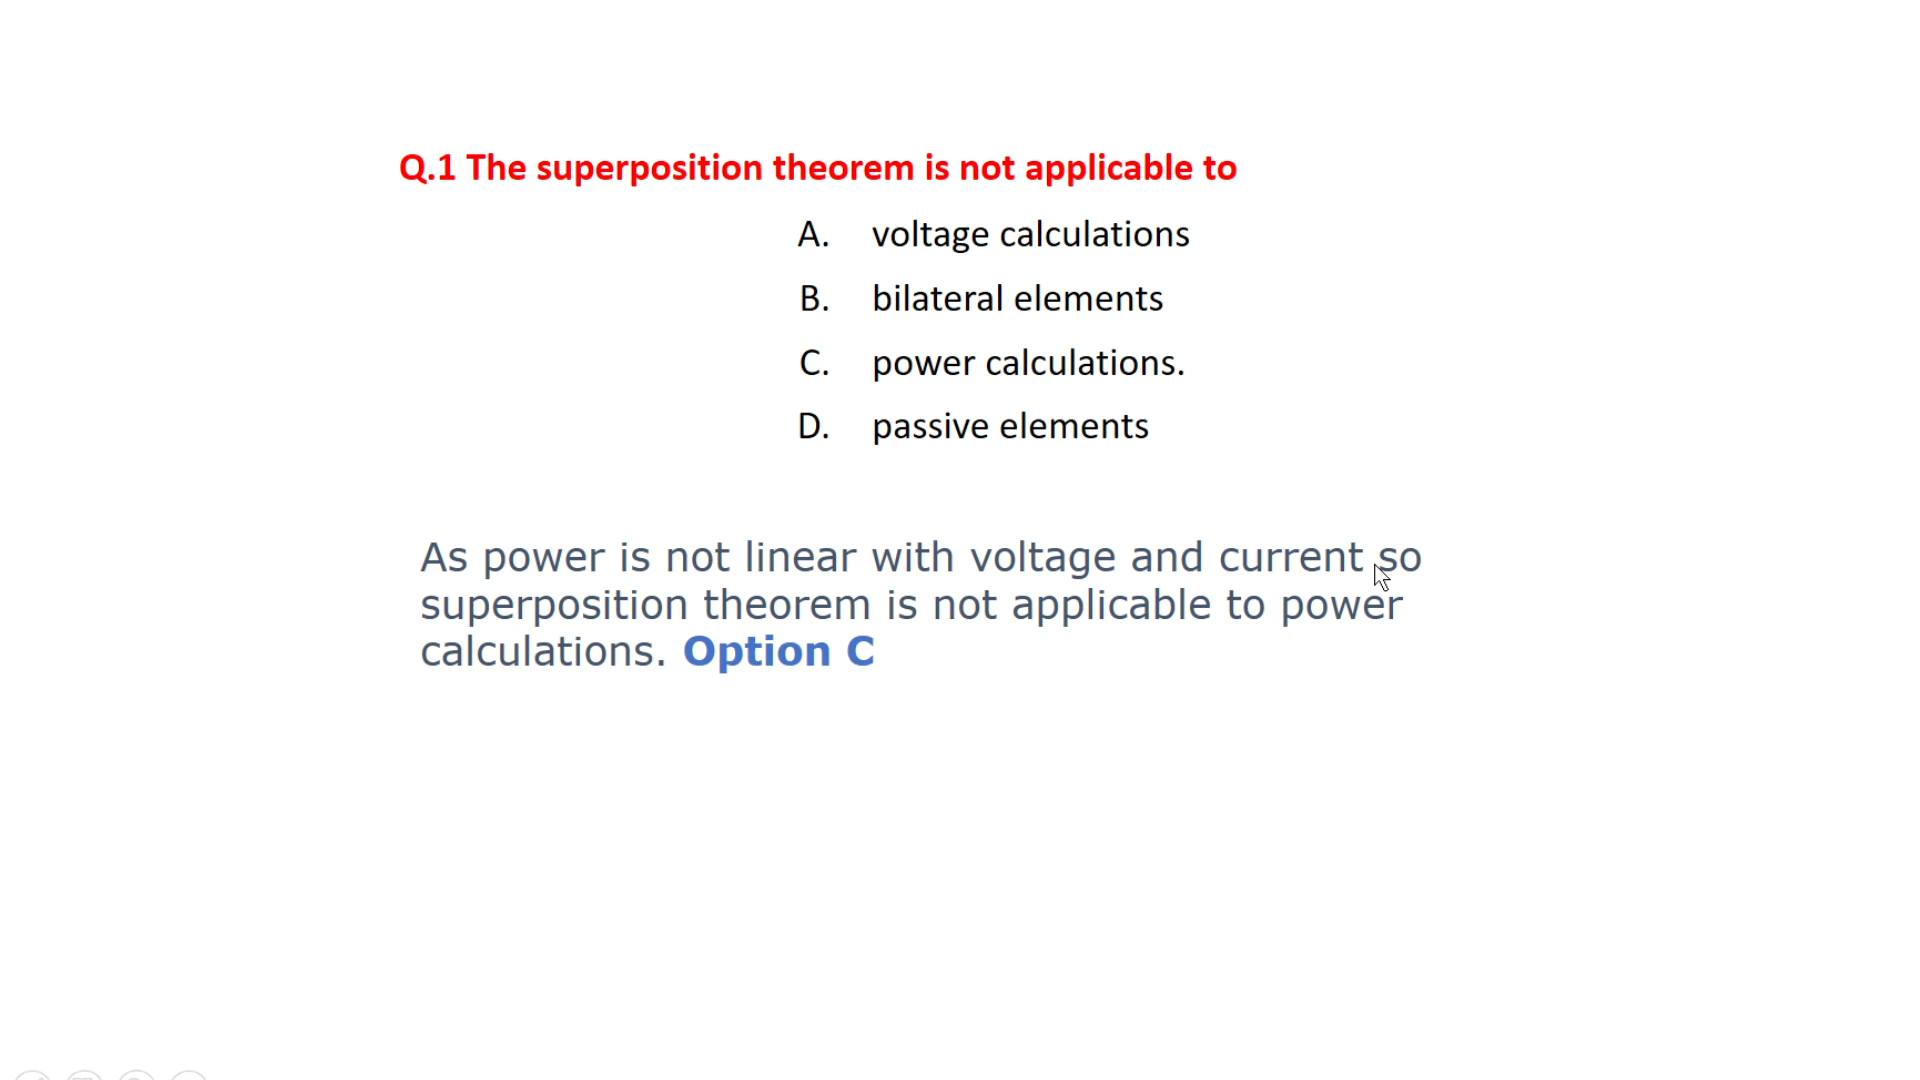 Q.1 The superposition theorem is not applicable to
A. voltage calculations
B. bilateral elements
C. power calculations.
D. passive elements
As power is not linear with voltage and current so
superposition theorem is not applicable to power
calculations. Option C